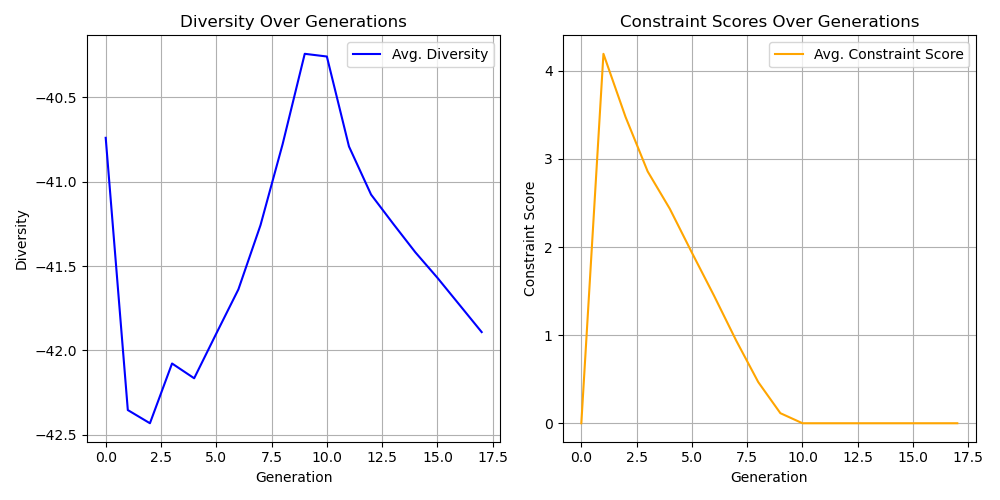 Diversity Over Generations
Avg. Diversity
Diversity
−40.5
−41.0
−41.5
−42.0
−42.5
0.0 2.5 5.0 7.5 10.0 12.5 15.0 17.5
Generation
Constraint Scores Over Generations
Avg. Constraint Score
Constraint Score
4
3
2
1
0
0.0 2.5 5.0 7.5 10.0 12.5 15.0 17.5
Generation